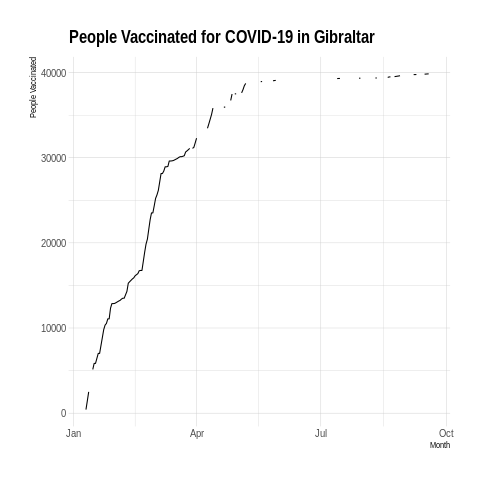 People Vaccinated for COVID-19 in Gibraltar
People Vaccinated
40000
30000
20000
10000
0
Jan Apr Jul Oct
Month